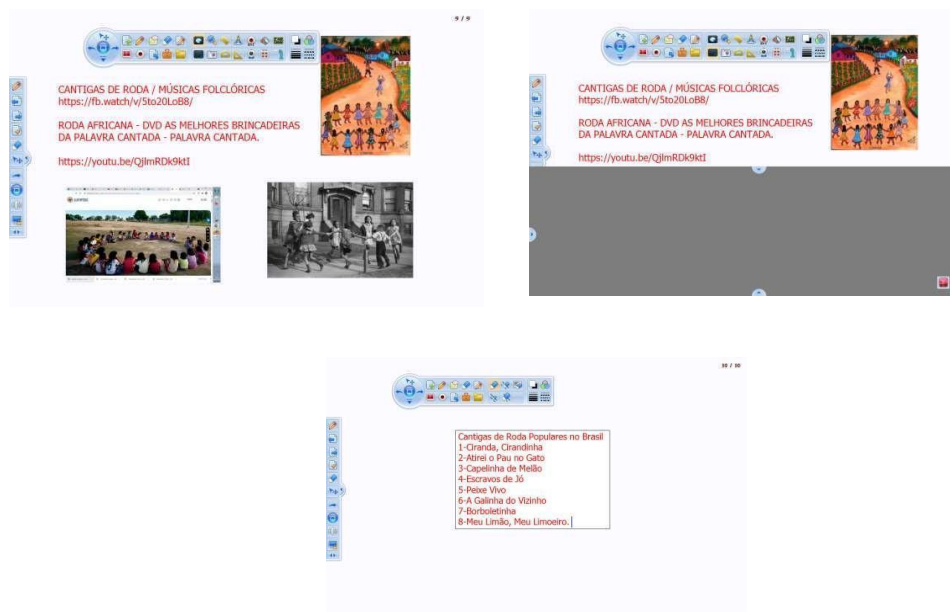 9 / 9
CANTIGAS DE RODA / MÚSICAS FOLCLÓRICAS
https://fb.watch/v/5to20LoB8/
RODA AFRICANA - DVD AS MELHORES BRINCADEIRAS
DA PALAVRA CANTADA - PALAVRA CANTADA.
https://youtu.be/QjlmRDk9ktI
CANTIGAS DE RODA / MÚSICAS FOLCLÓRICAS
https://fb.watch/v/5to20LoB8/
RODA AFRICANA - DVD AS MELHORES BRINCADEIRAS
DA PALAVRA CANTADA - PALAVRA CANTADA.
https://youtu.be/QjlmRDk9ktI
10 / 10
Cantigas de Roda Populares no Brasil
1-Ciranda, Cirandinha
2-Atirei o Pau no Gato
3-Capelinha de Melão
4-Escravos de Jó
5-Peixe Vivo
6-A Galinha do Vizinho
7-Borboletinha
8-Meu Limão, Meu Limoeiro.